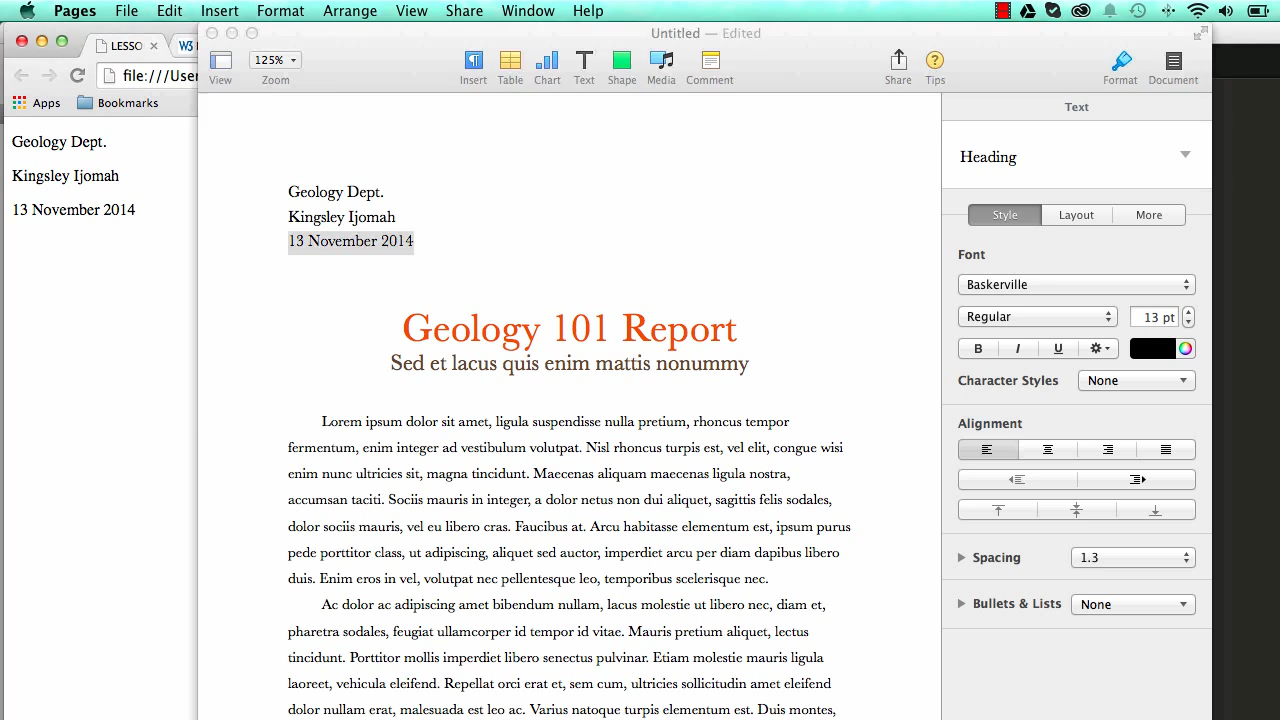 Pages File Edit Insert Format Arrange View Share Window Help
LESSO
W3
file:///User
Apps Bookmarks
Geology Dept.
Kingsley Ijomah
13 November 2014
Untitled — Edited
View
125%
Zoom
Insert Table Chart Text Shape Media Comment
Share Tips
Format Document
Geology Dept.
Kingsley Ijomah
13 November 2014
Geology 101 Report
Sed et lacus quis enim mattis nonummy
Lorem ipsum dolor sit amet, ligula suspendisse nulla pretium, rhoncus tempor
fermentum, enim integer ad vestibulum volutpat. Nisl rhoncus turpis est, vel elit, congue wisi
enim nunc ultricies sit, magna tincidunt. Maecenas aliquam maecenas ligula nostra,
accumsan taciti. Sociis mauris in integer, a dolor netus non dui aliquet, sagittis felis sodales,
dolor sociis mauris, vel eu libero cras. Faucibus at. Arcu habitasse elementum est, ipsum purus
pede porttitor class, ut adipiscing, aliquet sed auctor, imperdiet arcu per diam dapibus libero
duis. Enim eros in vel, volutpat nec pellentesque leo, temporibus scelerisque nec.
Ac dolor ac adipiscing amet bibendum nullam, lacus molestie ut libero nec, diam et,
pharetra sodales, feugiat ullamcorper id tempor id vitae. Mauris pretium aliquet, lectus
tincidunt. Porttitor mollis imperdiet libero senectus pulvinar. Etiam molestie mauris ligula
laoreet, vehicula eleifend. Repellat orci erat et, sem cum, ultricies sollicitudin amet eleifend
dolor nullam erat, malesuada est leo ac. Varius natoque turpis elementum est. Duis montes,
Text
Heading
Style Layout More
Font
Baskerville
Regular 13 pt
B I U
Character Styles None
Alignment
Spacing 1.3
Bullets & Lists None